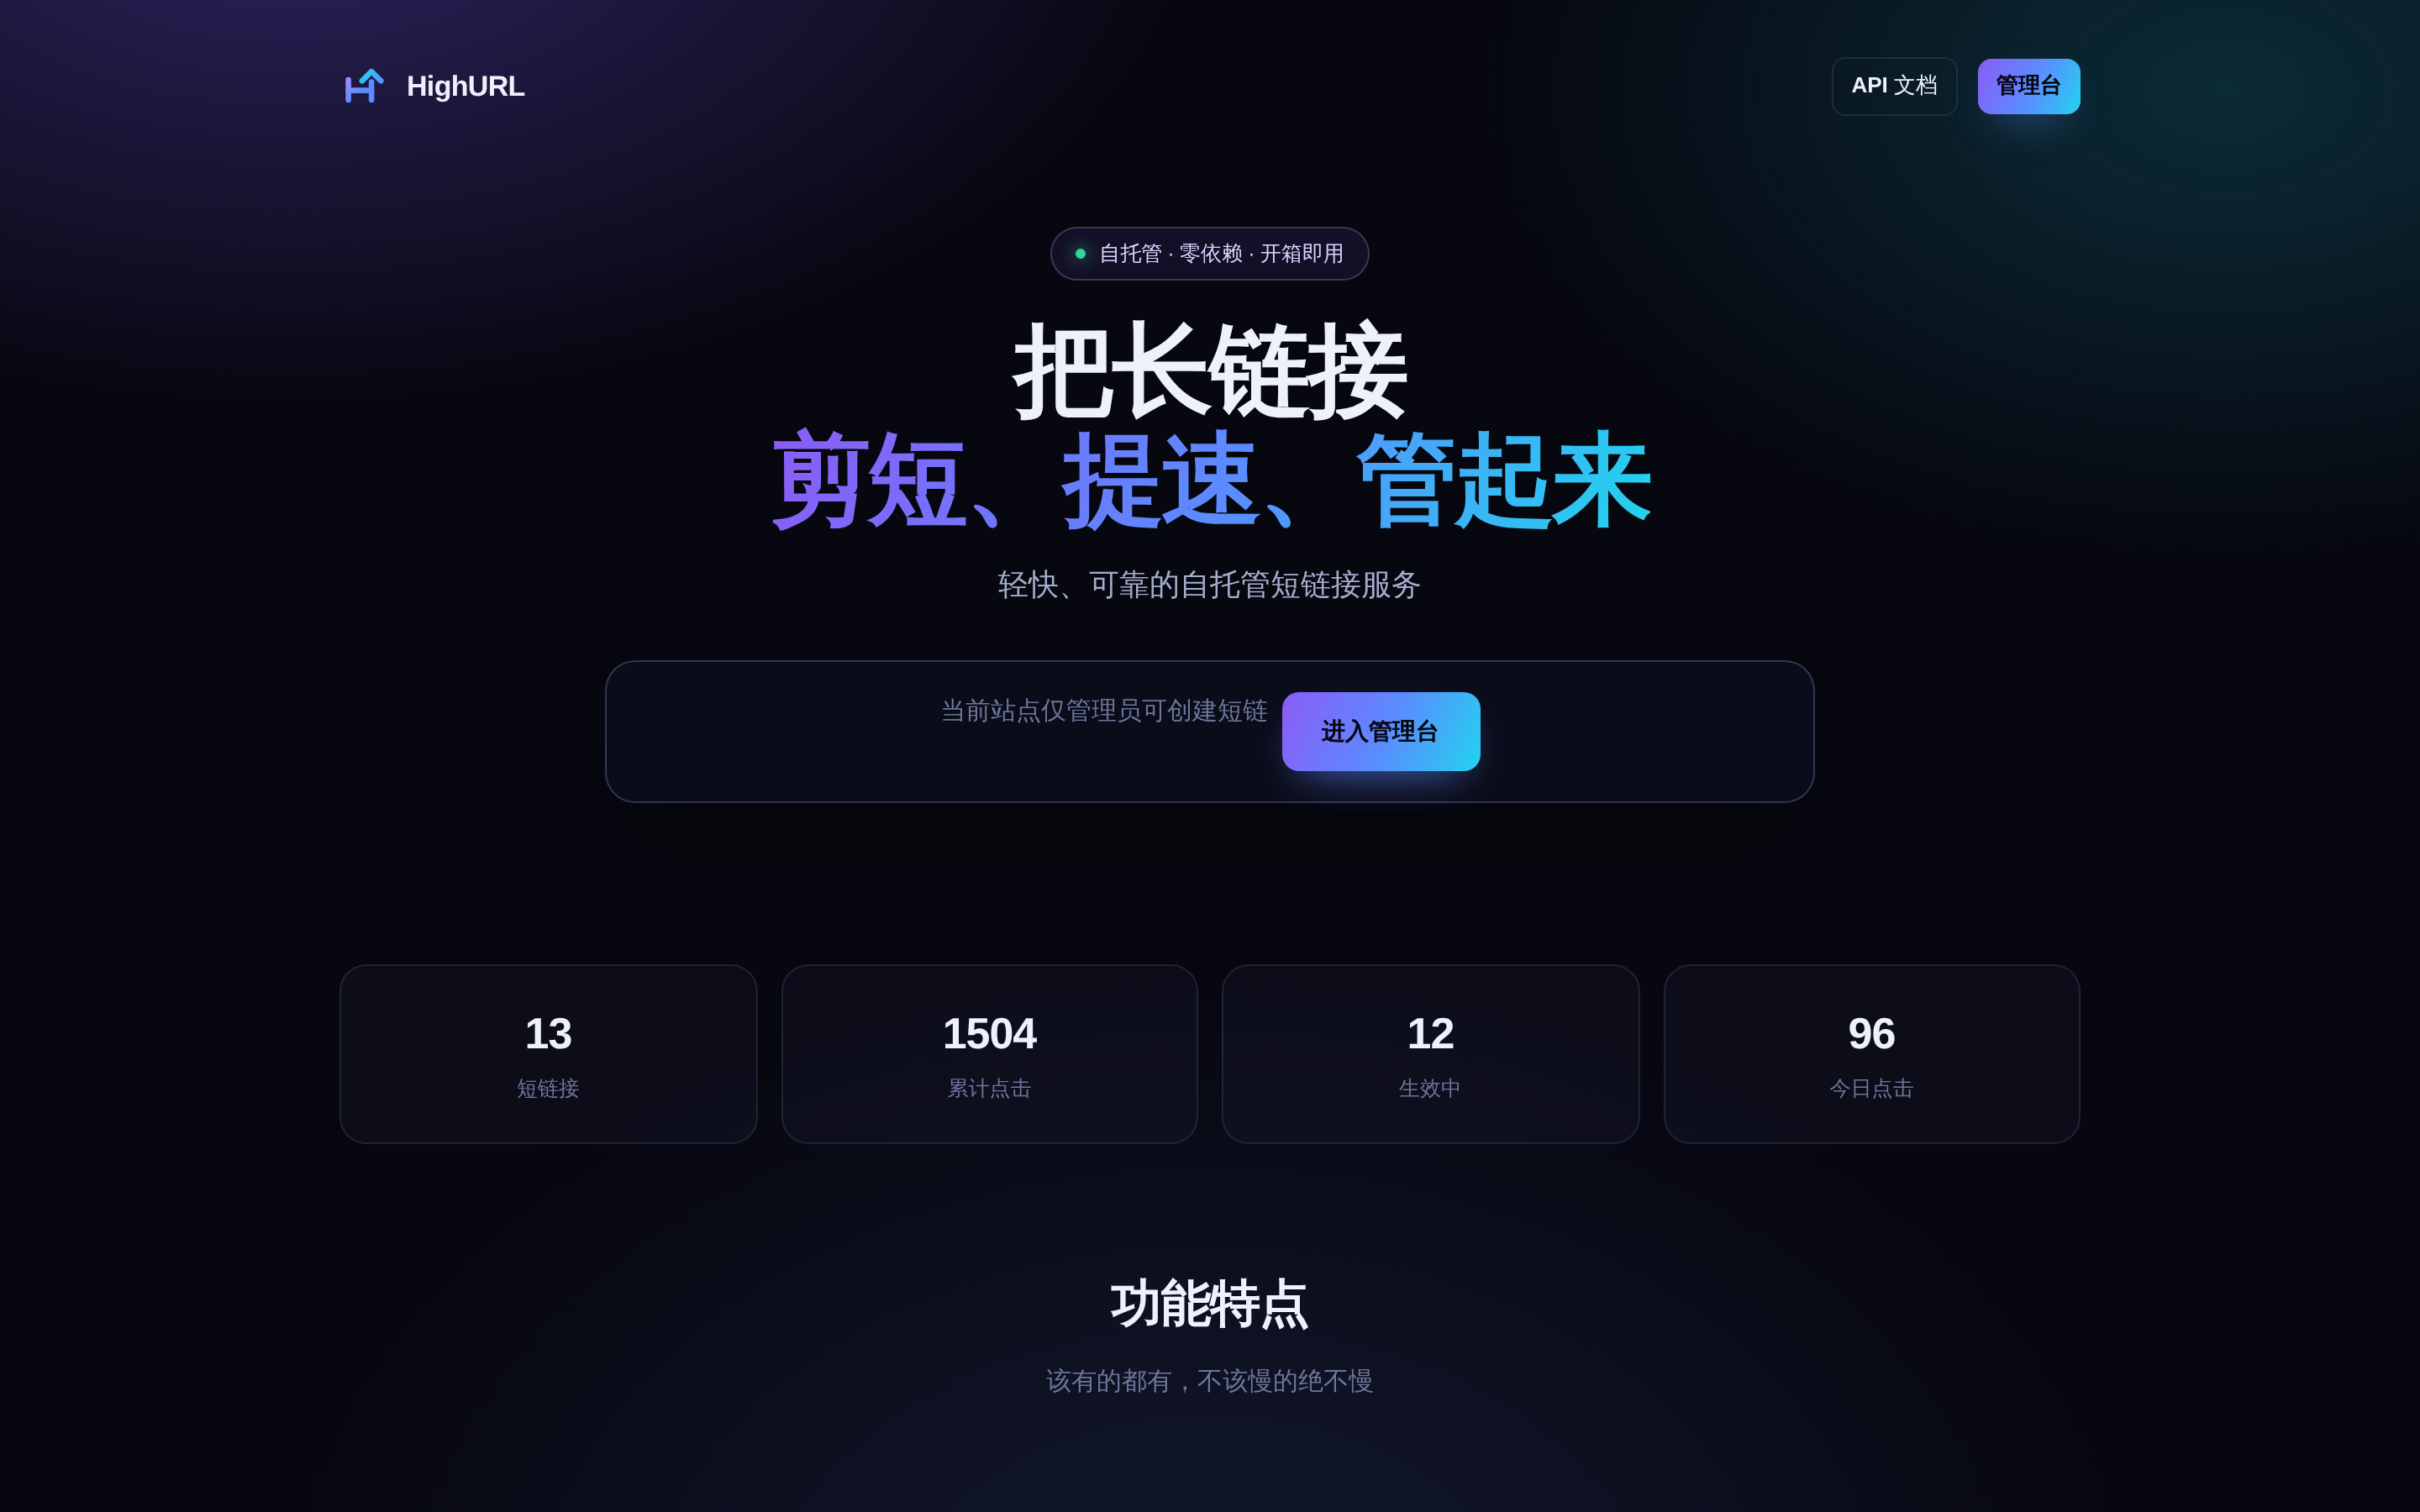 HighURL
API 文档
管理台
自托管 · 零依赖 · 开箱即用
把长链接
剪短、提速、管起来
轻快、可靠的自托管短链接服务
当前站点仅管理员可创建短链
进入管理台
13
短链接
1504
累计点击
12
生效中
96
今日点击
功能特点
该有的都有，不该慢的绝不慢